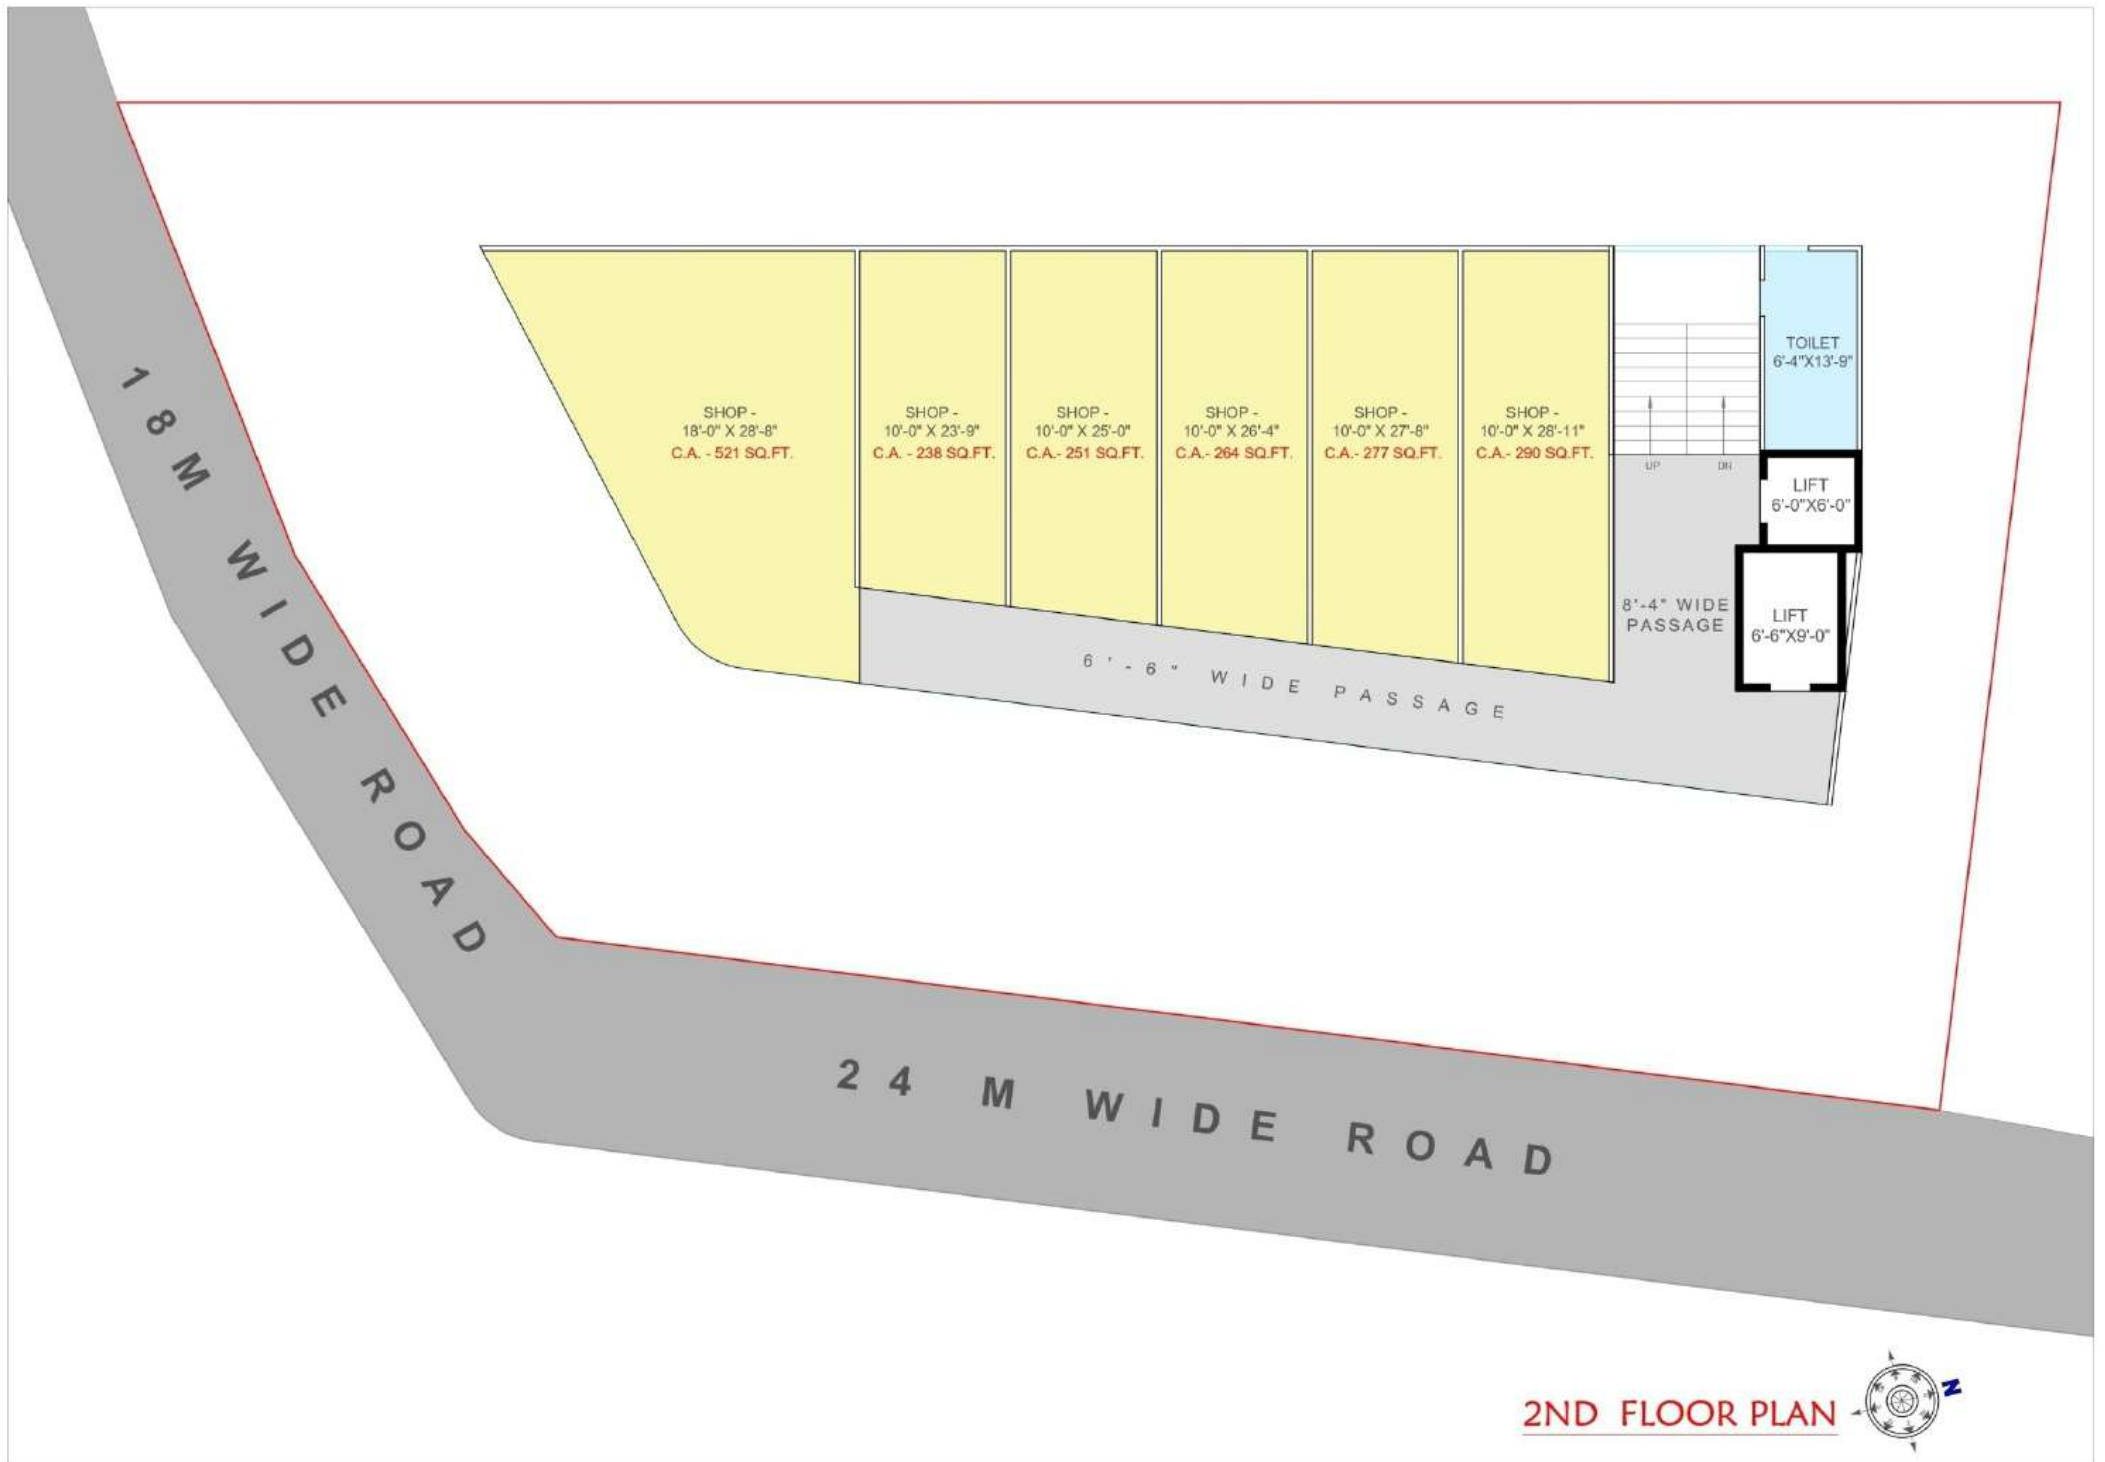 SHOP -
18'-0" X 28'-8"
C.A. - 521 SQ.FT.
SHOP -
10'-0" X 23'-9"
C.A. - 238 SQ.FT.
SHOP -
10'-0" X 25'-0"
C.A.- 251 SQ.FT.
SHOP -
10'-0" X 26'-4"
C.A.- 264 SQ.FT.
SHOP -
10'-0" X 27'-8"
C.A.- 277 SQ.FT.
SHOP -
10'-0" X 28'-11"
C.A.- 290 SQ.FT.
UP
DN
TOILET
6'-4"X13'-9"
LIFT
6'-0"X6'-0"
LIFT
6'-6"X9'-0"
8'-4" WIDE
PASSAGE
6'-6" WIDE PASSAGE
18M WIDE ROAD
24 M WIDE ROAD
2ND FLOOR PLAN
N